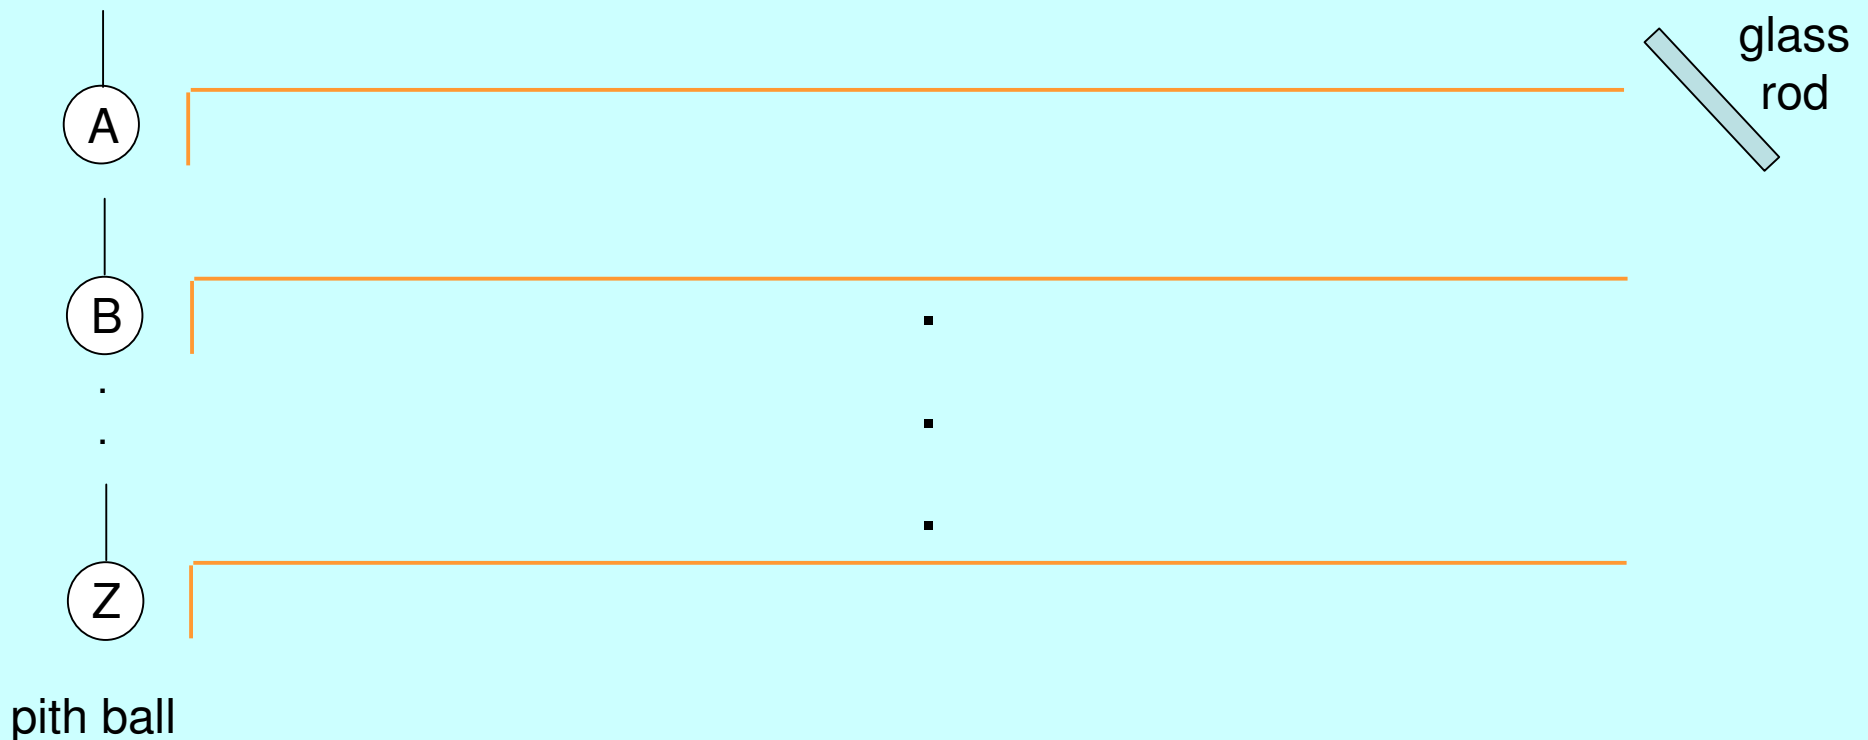 glass
rod
A
B
.
.
Z
pith ball